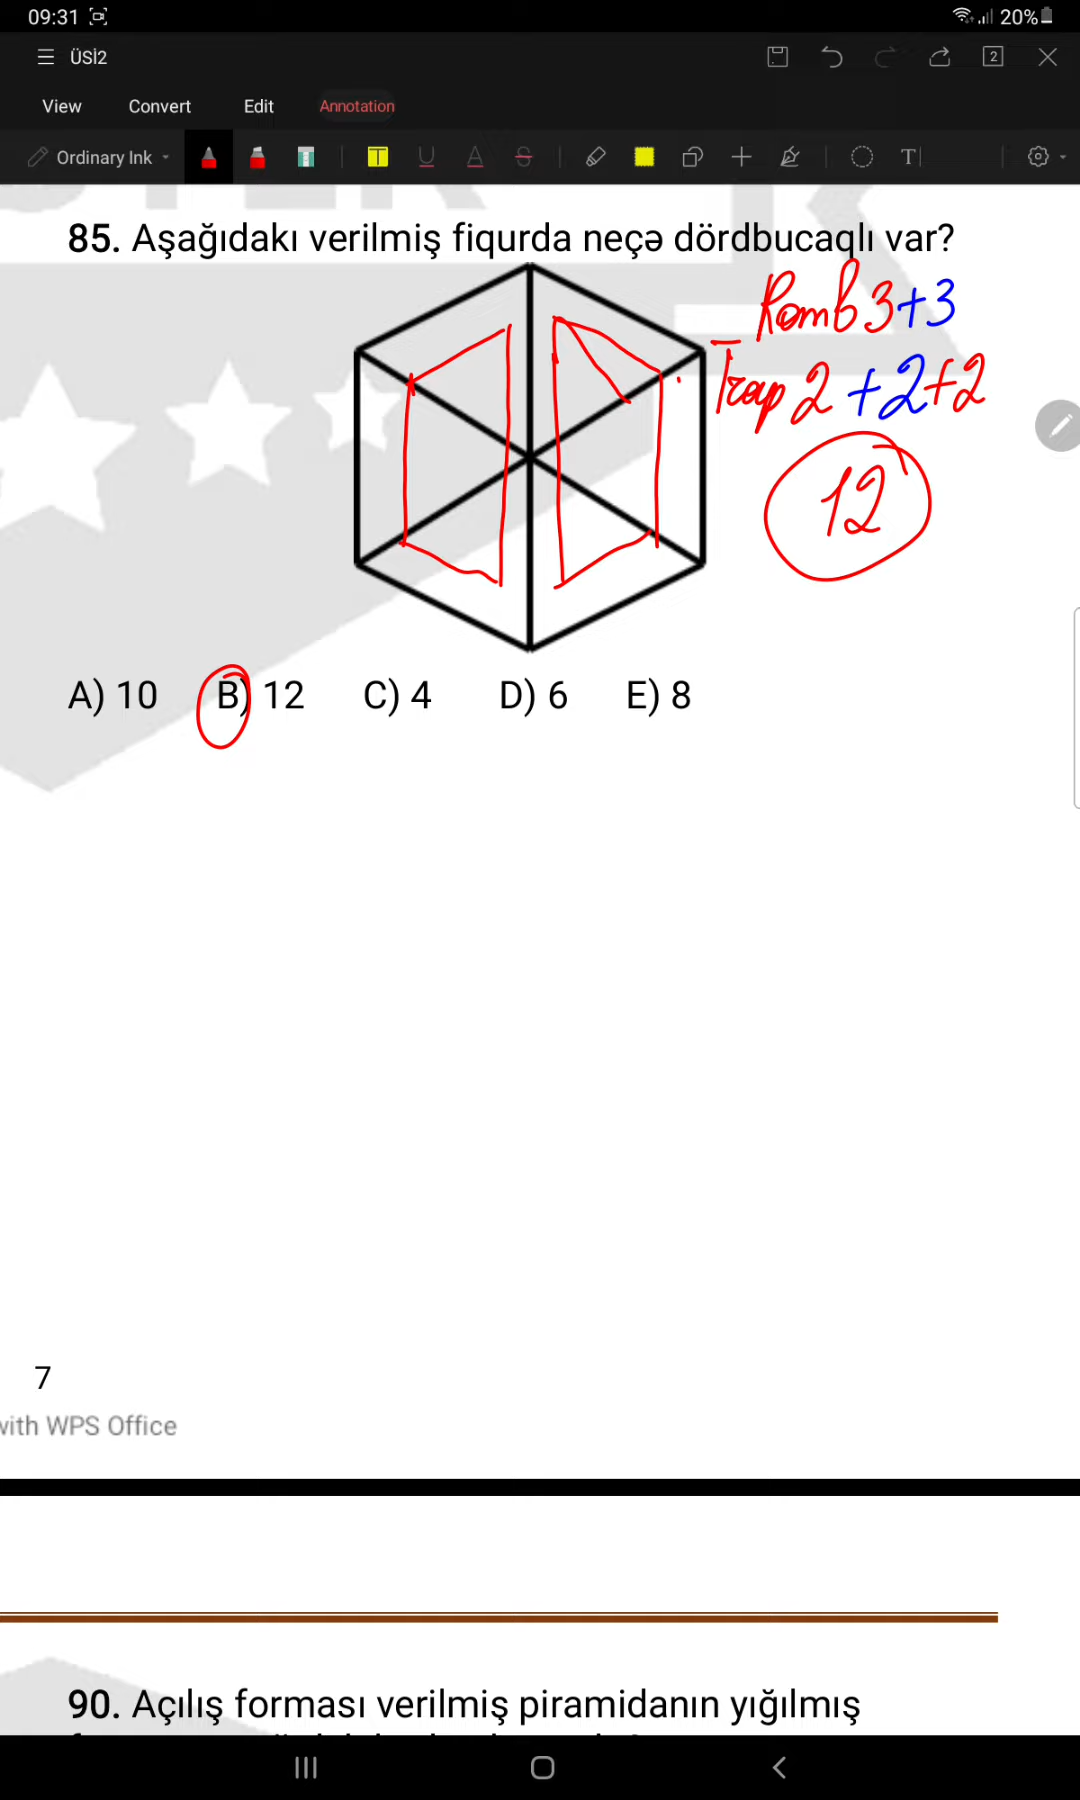 09:31
20%
ÜSİ2
2
View Convert Edit Annotation
Ordinary Ink T U A S T
85. Aşağıdakı verilmiş fiqurda neçə dördbucaqlı var?
Romb 3+3
Trap 2 +2+2
12
A) 10 B) 12 C) 4 D) 6 E) 8
7
with WPS Office
90. Açılış forması verilmiş piramidanın yığılmış